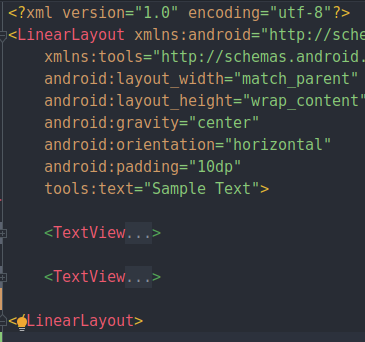 <?xml version="1.0" encoding="utf-8"?>
<LinearLayout xmlns:android="http://sche
xmlns:tools="http://schemas.android.
android:layout_width="match_parent"
android:layout_height="wrap_content"
android:gravity="center"
android:orientation="horizontal"
android:padding="10dp"
tools:text="Sample Text">
<TextView...>
<TextView...>
</LinearLayout>